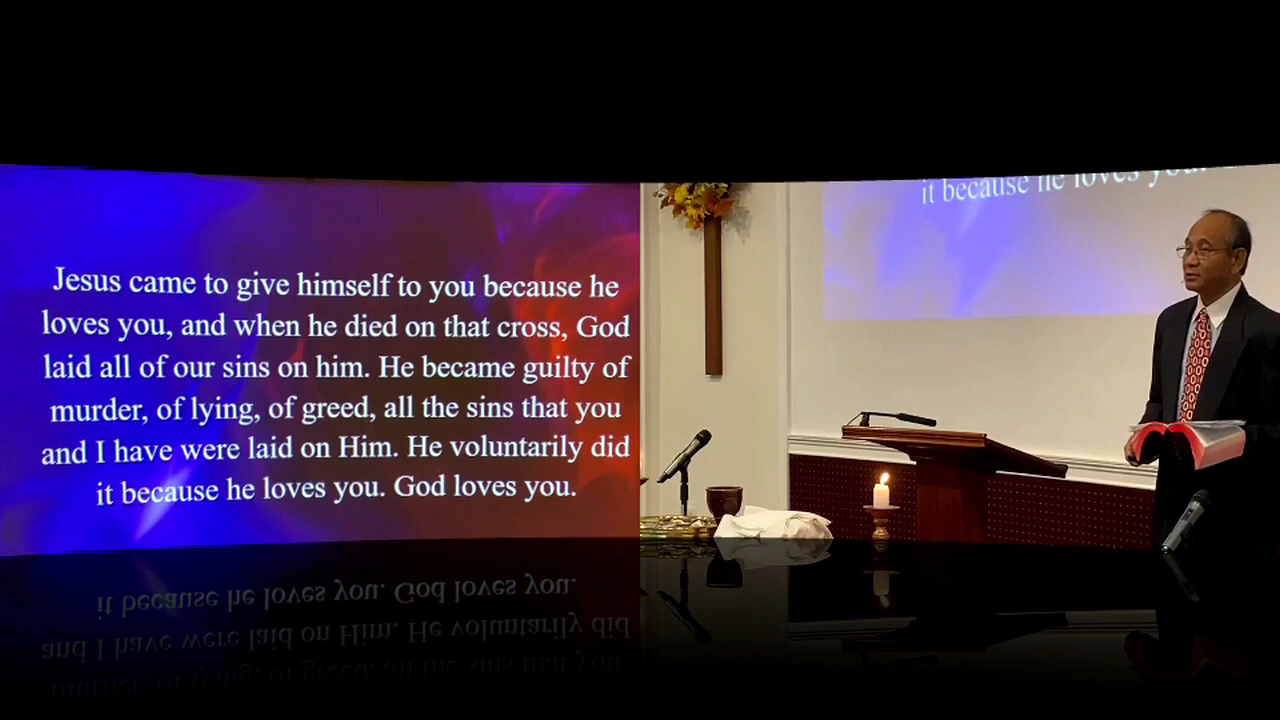 Jesus came to give himself to you because he
loves you, and when he died on that cross, God
laid all of our sins on him. He became guilty of
murder, of lying, of greed, all the sins that you
and I have were laid on Him. He voluntarily did
it because he loves you. God loves you.
it because he loves you.